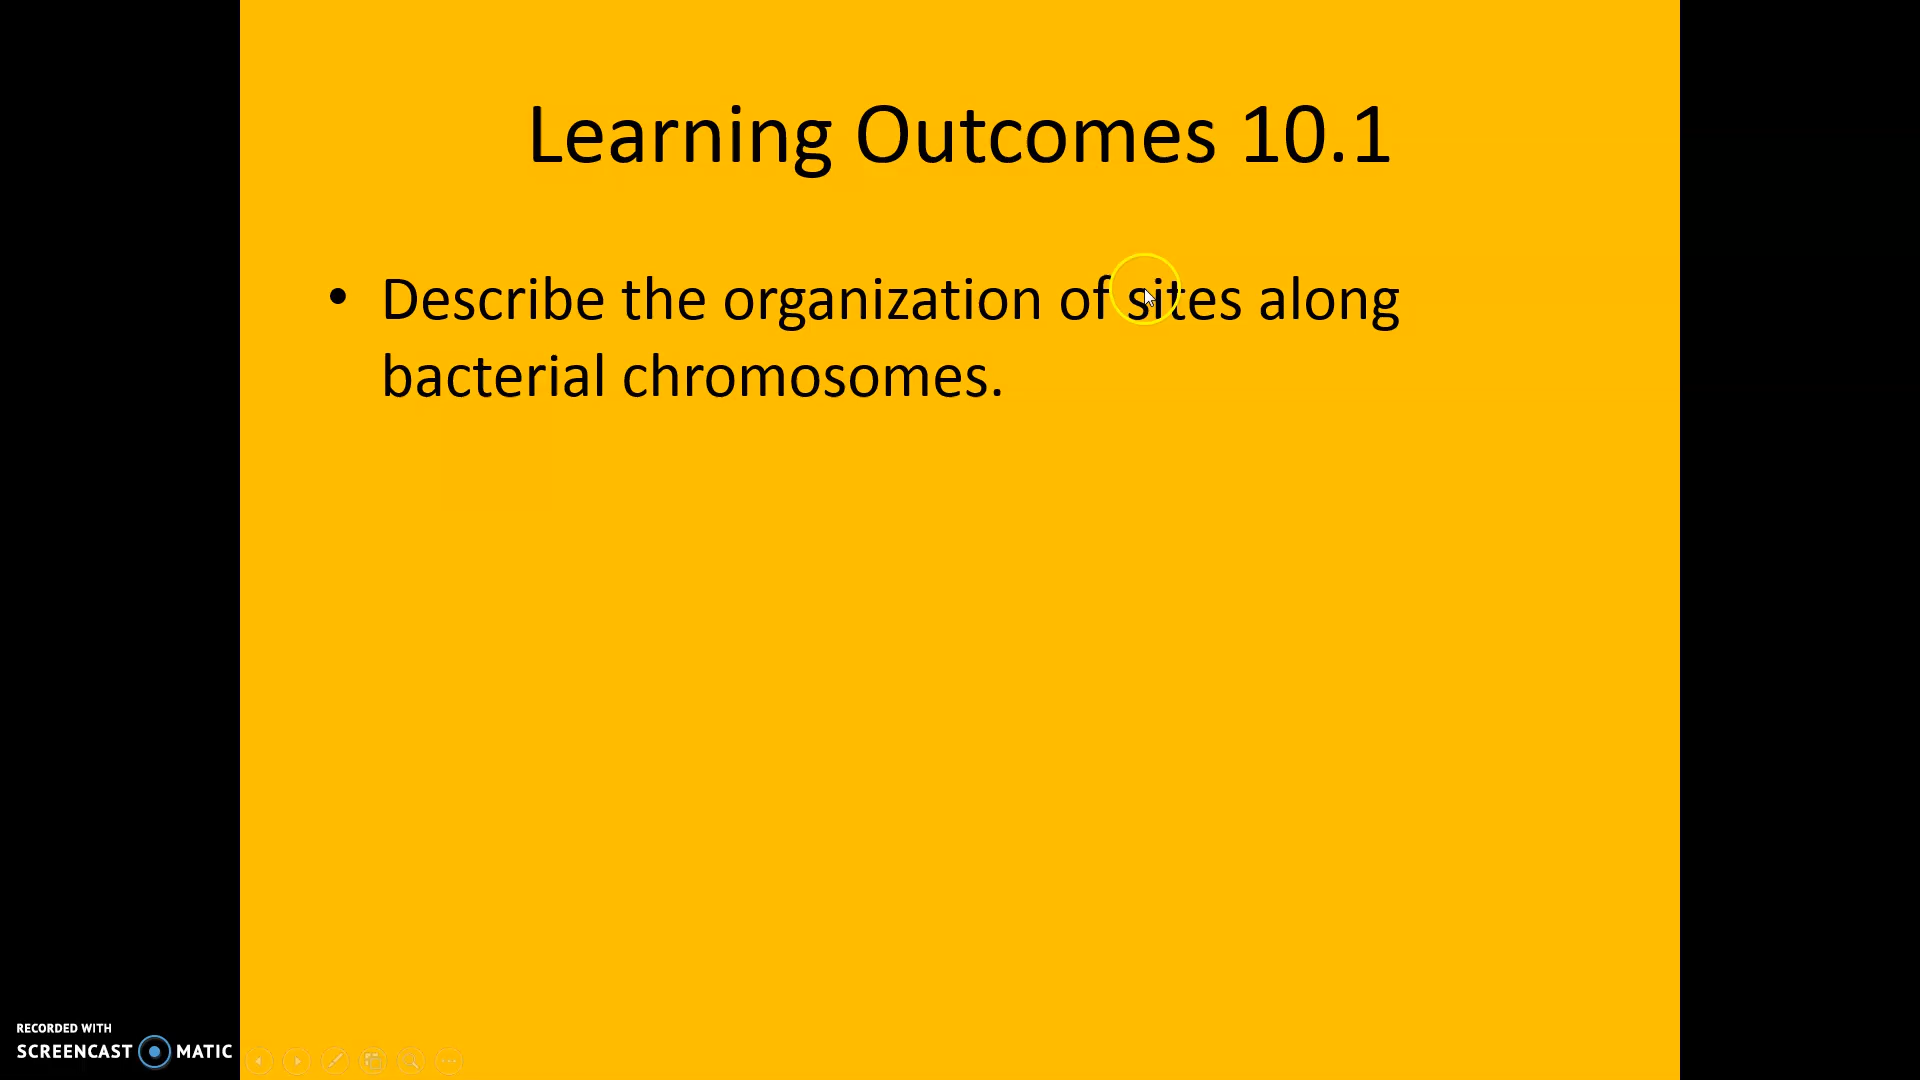 Learning Outcomes 10.1
• Describe the organization of sites along
bacterial chromosomes.
RECORDED WITH
SCREENCAST MATIC